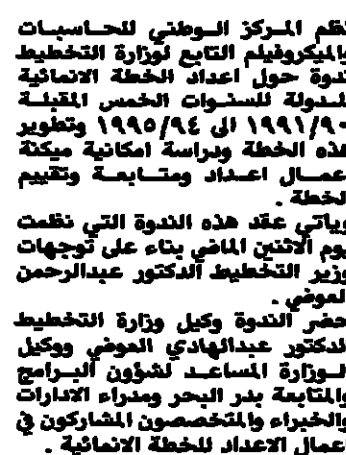 نظم المركز الوطني للحاسبات
والميكروفيلم التابع لوزارة التخطيط
ندوة حول اعداد الخطة الانمائية
للدولة للسنوات الخمس المقبلة
١٩٩١/٩٠ الى ١٩٩٥/٩٤ وتطوير
هذه الخطة ودراسة امكانية ميكنة
اعمال اعداد ومتابعة وتقييم
الخطة .
وياتي عقد هذه الندوة التي نظمت
يوم الاثنين الماضي بناء على توجهات
وزير التخطيط الدكتور عبدالرحمن
العوضي .
حضر الندوة وكيل وزارة التخطيط
الدكتور عبدالهادي العوضي ووكيل
الوزارة المساعد لشؤون البرامج
والمتابعة بدر البحر ومدراء الادارات
والخبراء والمتخصصون المشاركون في
اعمال الاعداد للخطة الانمائية .